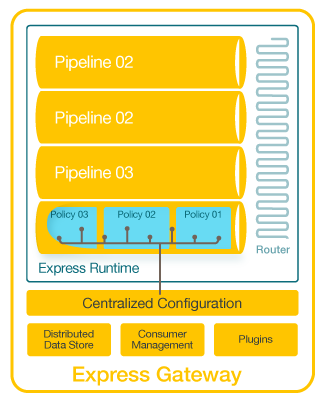 Pipeline 02
Pipeline 02
Pipeline 03
Policy 03 Policy 02 Policy 01
Router
Express Runtime
Centralized Configuration
Distributed
Data Store
Consumer
Management
Plugins
Express Gateway